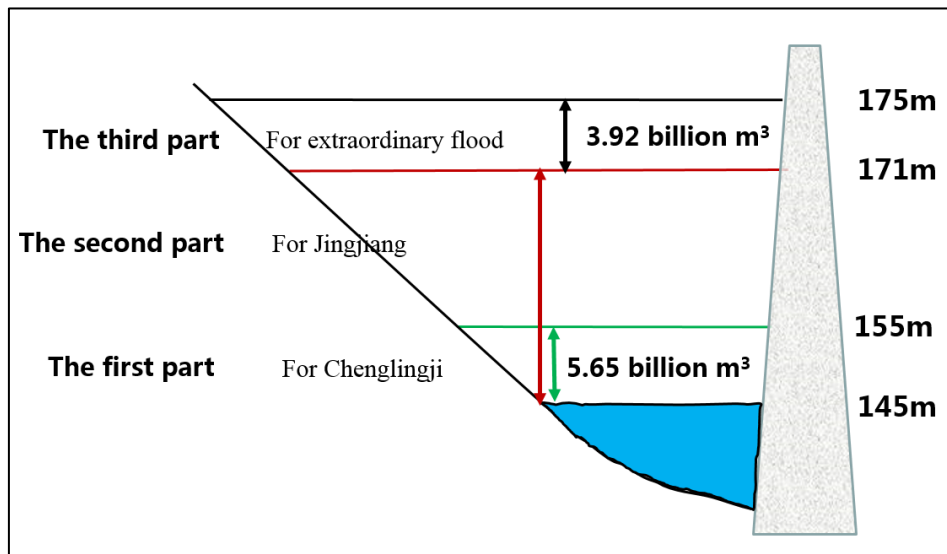 175m
The third part
For extraordinary flood
3.92 billion m³
171m
The second part
For Jingjiang
155m
The first part
For Chenglingji
5.65 billion m³
145m